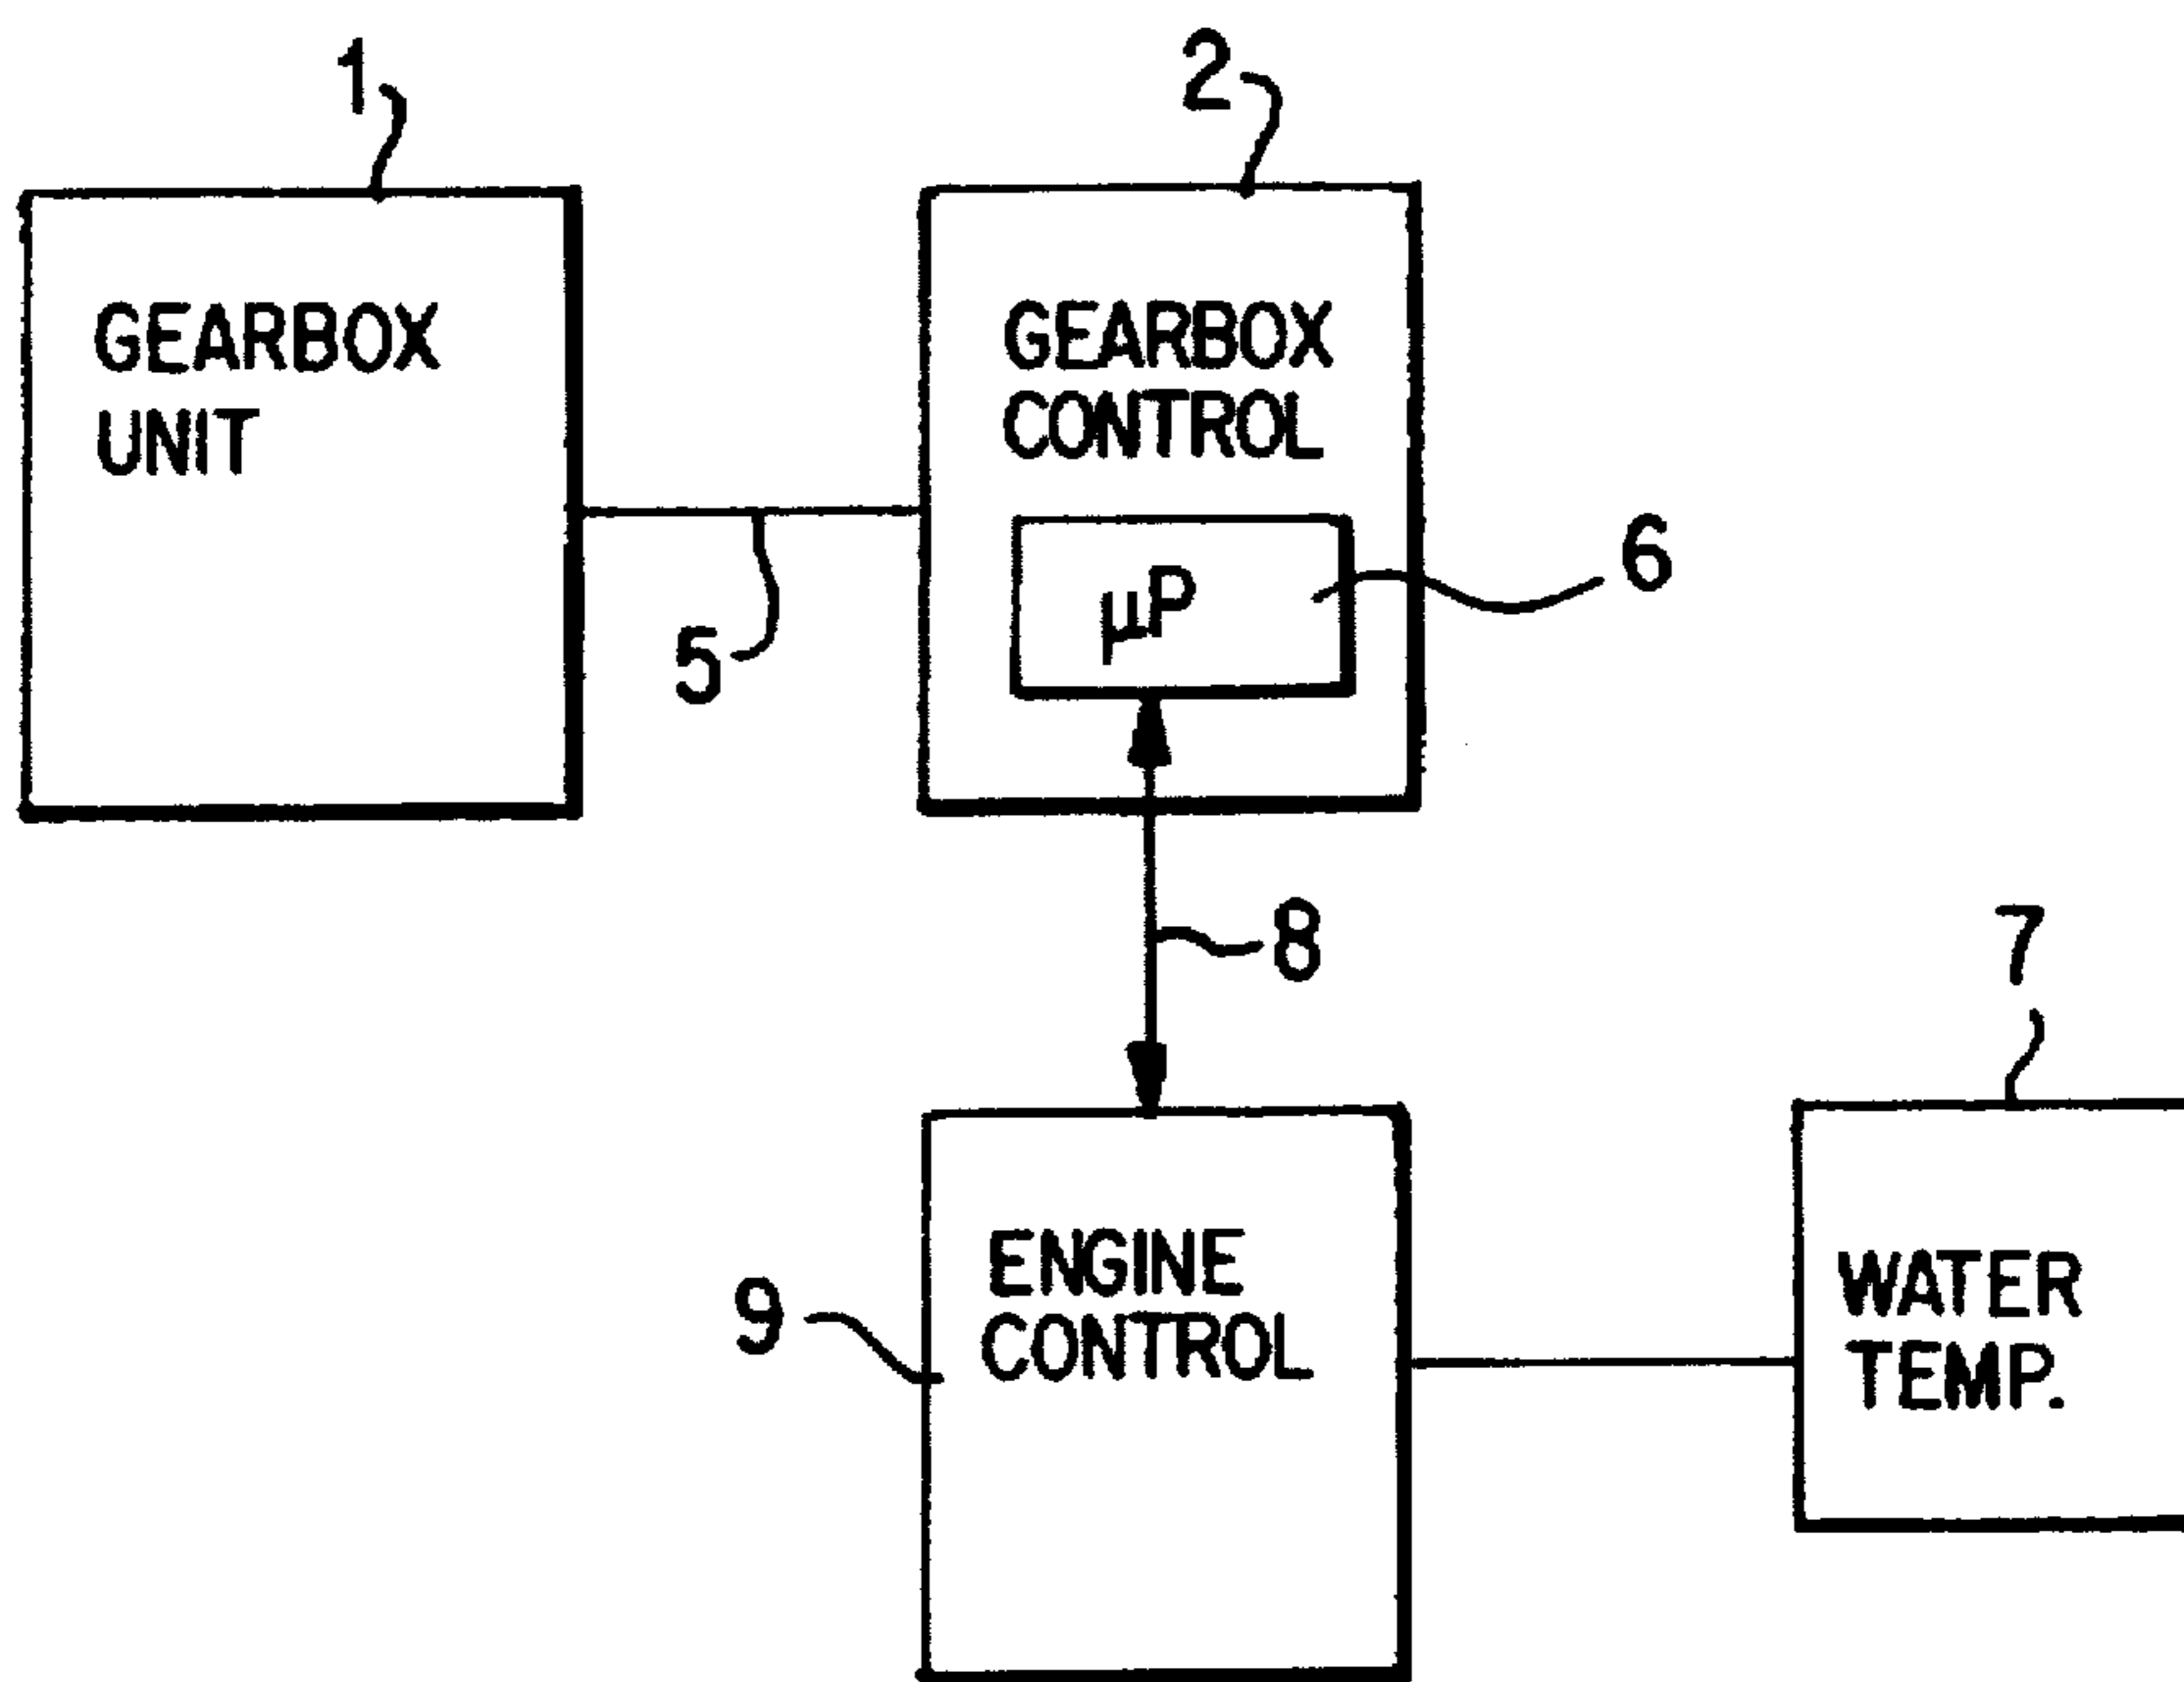 1
2
GEARBOX
UNIT
GEARBOX
CONTROL
µP
6
5
8
7
ENGINE
CONTROL
9
WATER
TEMP.